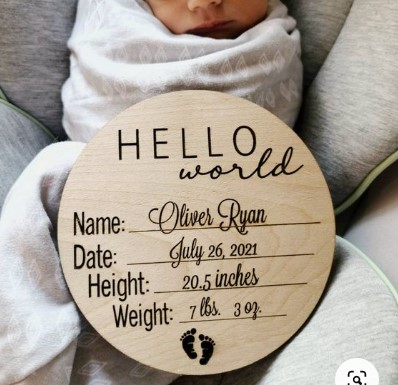 HELLO
world
Name: Oliver Ryan
Date: July 26, 2021
Height: 20.5 inches
Weight: 7 lbs. 3 oz.